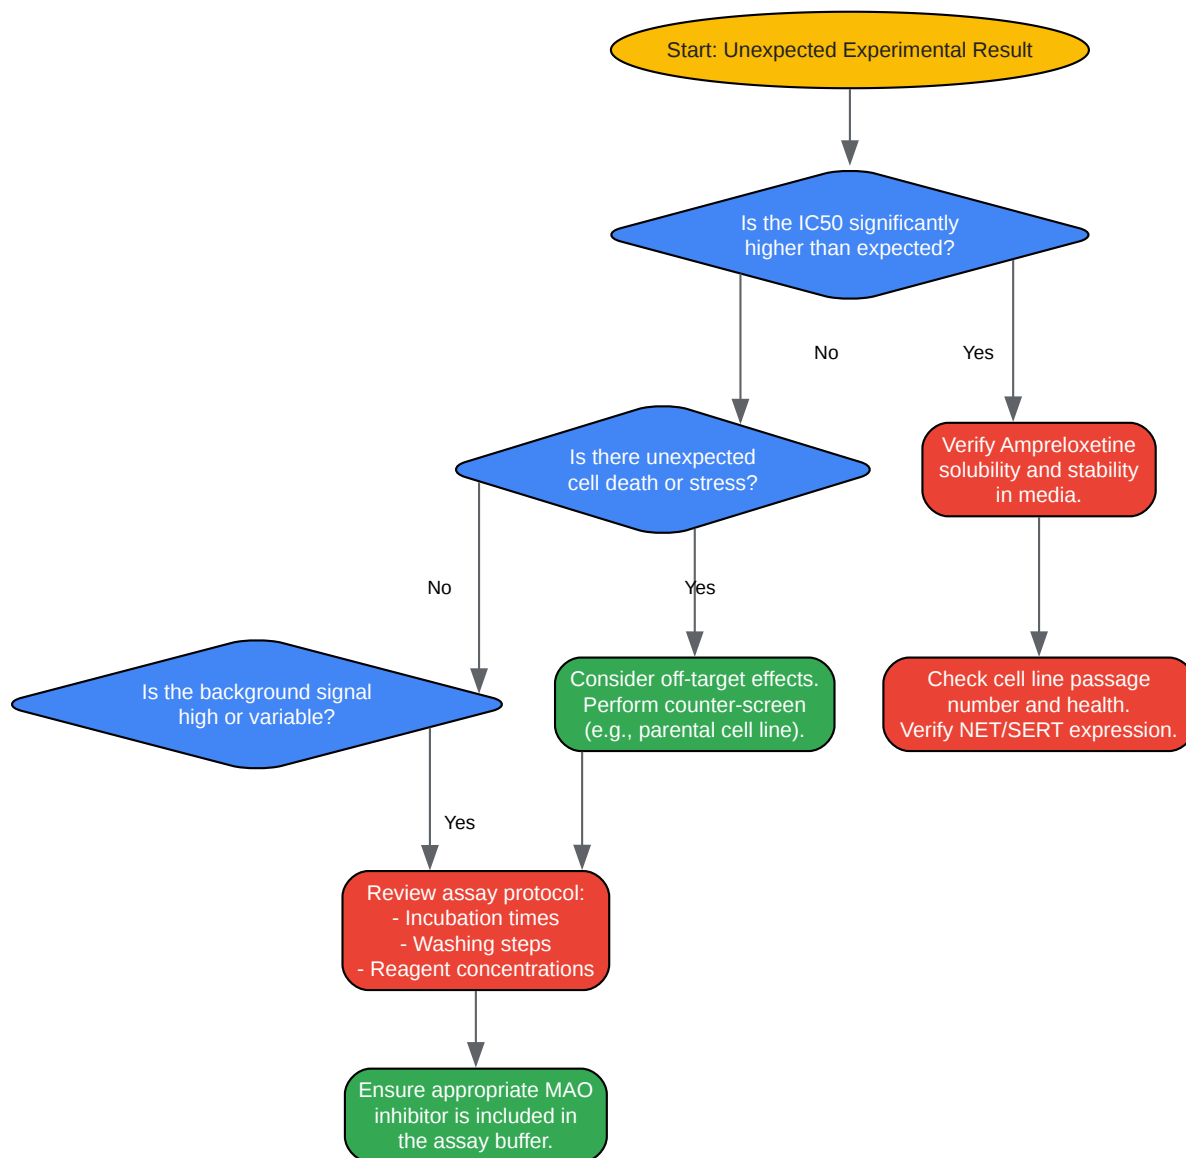 Start: Unexpected Experimental Result
Is the IC50 significantly
higher than expected?
No
Yes
Is there unexpected
cell death or stress?
Verify Ampreloxetine
solubility and stability
in media.
No
Yes
Is the background signal
high or variable?
Consider off-target effects.
Perform counter-screen
(e.g., parental cell line).
Check cell line passage
number and health.
Verify NET/SERT expression.
Yes
Review assay protocol:
- Incubation times
- Washing steps
- Reagent concentrations
Ensure appropriate MAO
inhibitor is included in
the assay buffer.